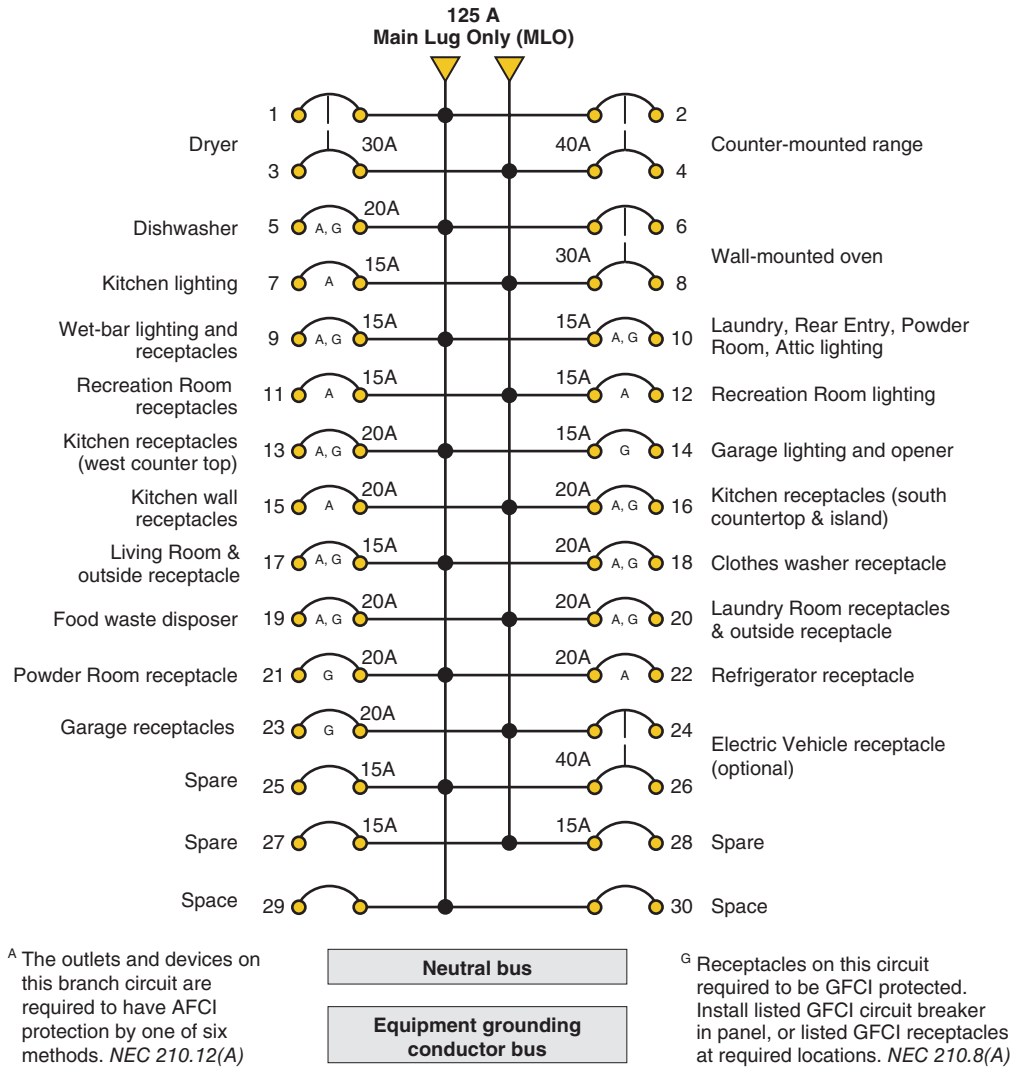 125 A
Main Lug Only (MLO)
1
2
Dryer
30A
40A
Counter-mounted range
3
4
Dishwasher
5
A, G
20A
6
30A
Wall-mounted oven
Kitchen lighting
7
A
15A
8
Wet-bar lighting and
receptacles
9
A, G
15A
15A
A, G
10
Laundry, Rear Entry, Powder
Room, Attic lighting
Recreation Room
receptacles
11
A
15A
15A
A
12
Recreation Room lighting
Kitchen receptacles
(west counter top)
13
A, G
20A
15A
G
14
Garage lighting and opener
Kitchen wall
receptacles
15
A
20A
20A
A, G
16
Kitchen receptacles (south
countertop & island)
Living Room &
outside receptacle
17
A, G
15A
20A
A, G
18
Clothes washer receptacle
Food waste disposer
19
A, G
20A
20A
A, G
20
Laundry Room receptacles
& outside receptacle
Powder Room receptacle
21
G
20A
20A
A
22
Refrigerator receptacle
Garage receptacles
23
G
20A
24
40A
Electric Vehicle receptacle
(optional)
Spare
25
15A
26
Spare
27
15A
15A
28
Spare
Space
29
30
Space
A The outlets and devices on
this branch circuit are
required to have AFCI
protection by one of six
methods. NEC 210.12(A)
Neutral bus
Equipment grounding
conductor bus
G Receptacles on this circuit
required to be GFCI protected.
Install listed GFCI circuit breaker
in panel, or listed GFCI receptacles
at required locations. NEC 210.8(A)